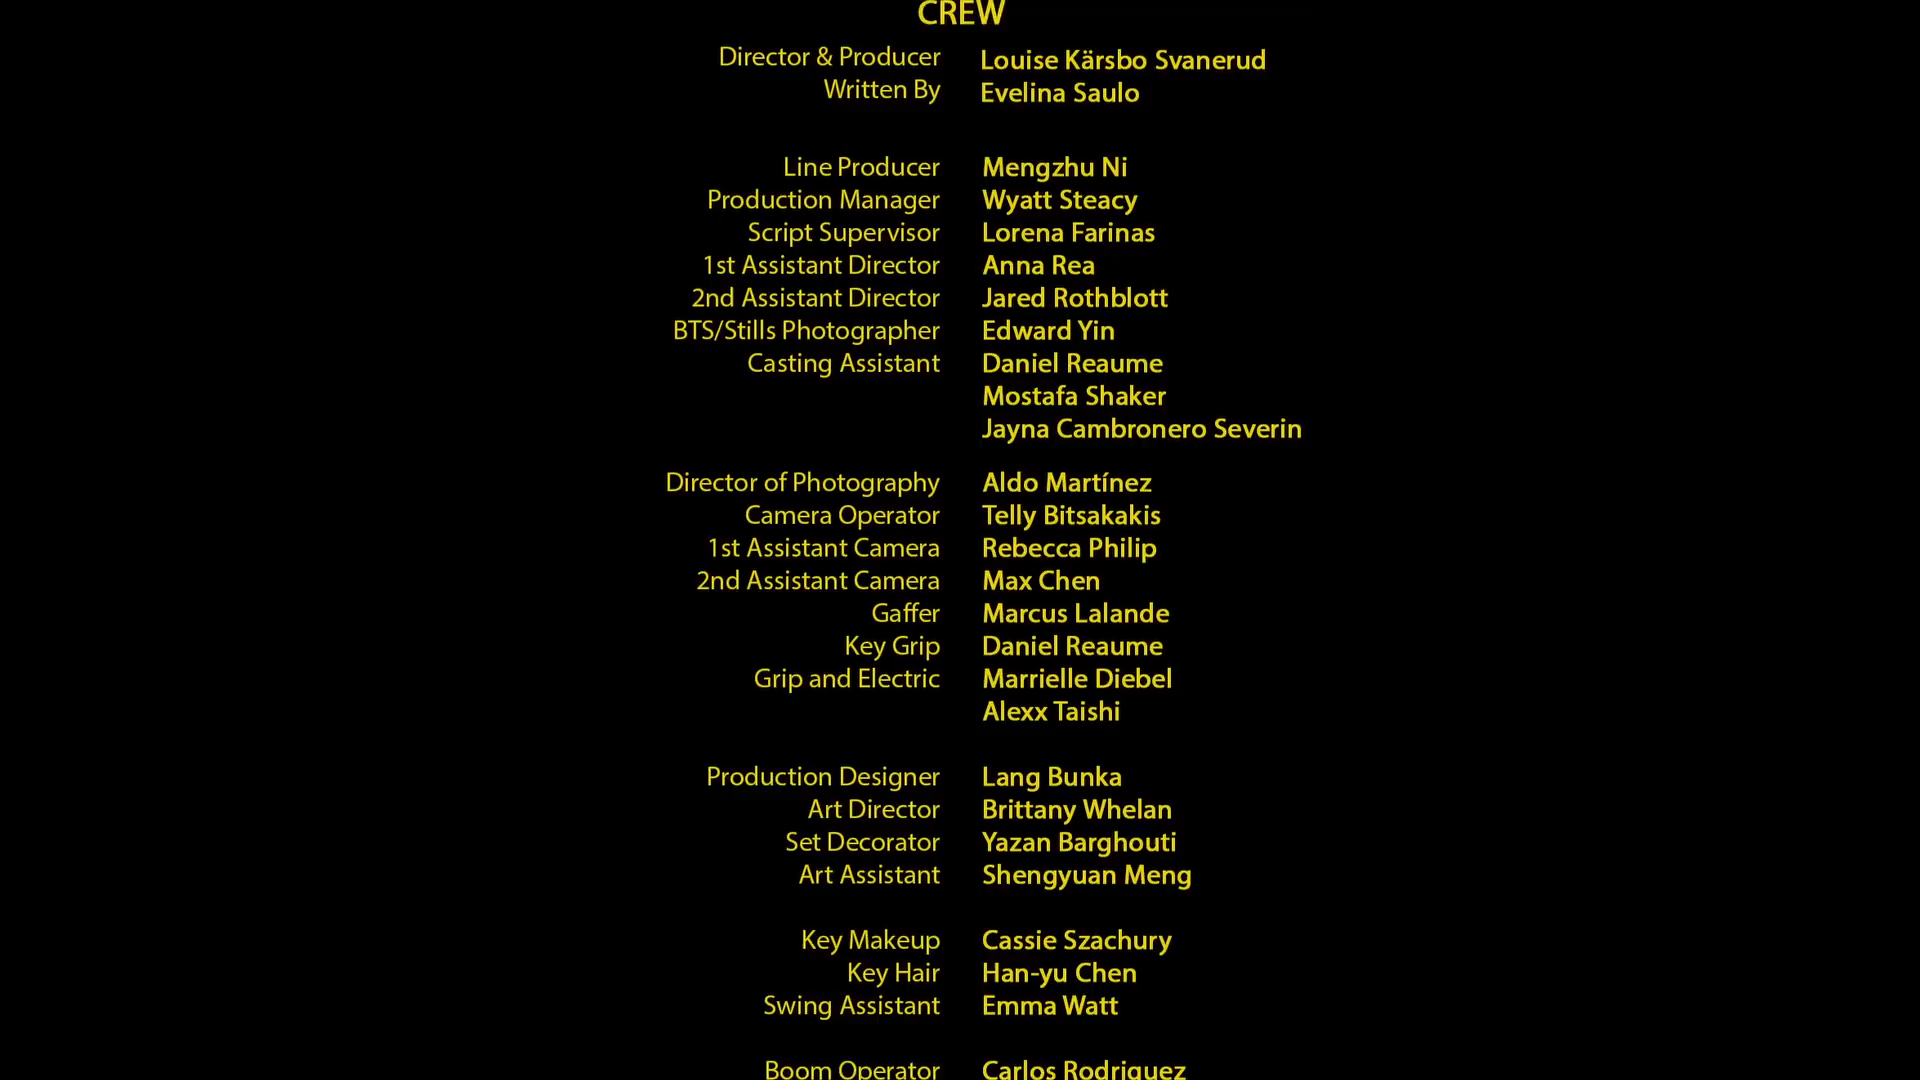 CREW
Director & Producer Louise Kärsbo Svanerud
Written By Evelina Saulo
Line Producer Mengzhu Ni
Production Manager Wyatt Steacy
Script Supervisor Lorena Farinas
1st Assistant Director Anna Rea
2nd Assistant Director Jared Rothblott
BTS/Stills Photographer Edward Yin
Casting Assistant Daniel Reaume
Mostafa Shaker
Jayna Cambronero Severin
Director of Photography Aldo Martínez
Camera Operator Telly Bitsakakis
1st Assistant Camera Rebecca Philip
2nd Assistant Camera Max Chen
Gaffer Marcus Lalande
Key Grip Daniel Reaume
Grip and Electric Marrielle Diebel
Alexx Taishi
Production Designer Lang Bunka
Art Director Brittany Whelan
Set Decorator Yazan Barghouti
Art Assistant Shengyuan Meng
Key Makeup Cassie Szachury
Key Hair Han-yu Chen
Swing Assistant Emma Watt
Boom Operator Carlos Rodriguez